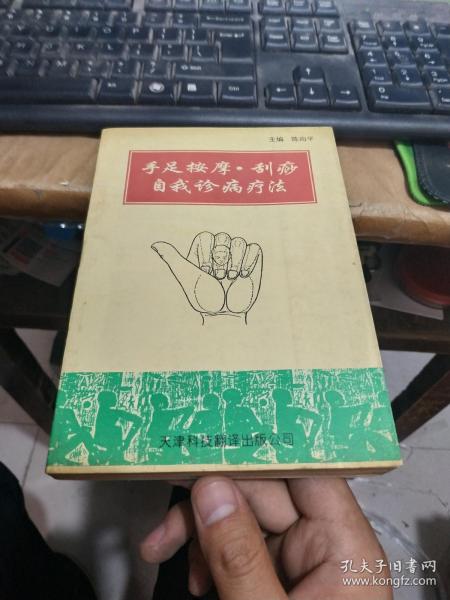 主编 陈向平
手足按摩·刮痧
自我诊病疗法
天津科技翻译出版公司
孔夫子旧书网
www.kongfz.com